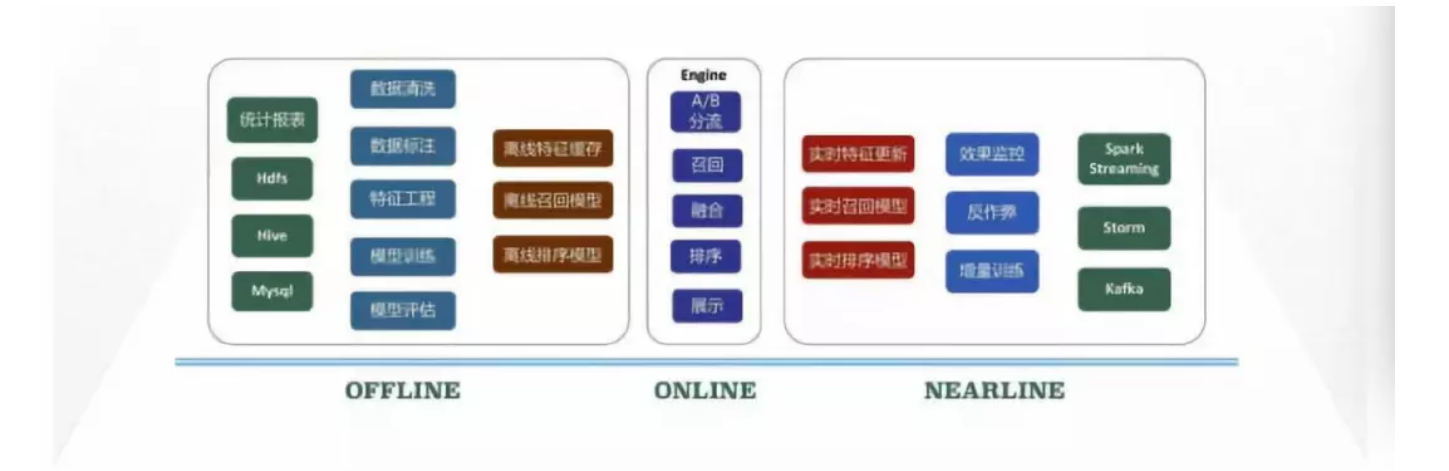 统计报表
Hdfs
Hive
Mysql
数据清洗
数据标注
特征工程
模型训练
模型评估
离线特征缓存
离线召回模型
离线排序模型
Engine
A/B
分流
召回
融合
排序
展示
实时特征更新
实时召回模型
实时排序模型
效果监控
反作弊
增量训练
Spark
Streaming
Storm
Kafka
OFFLINE
ONLINE
NEARLINE